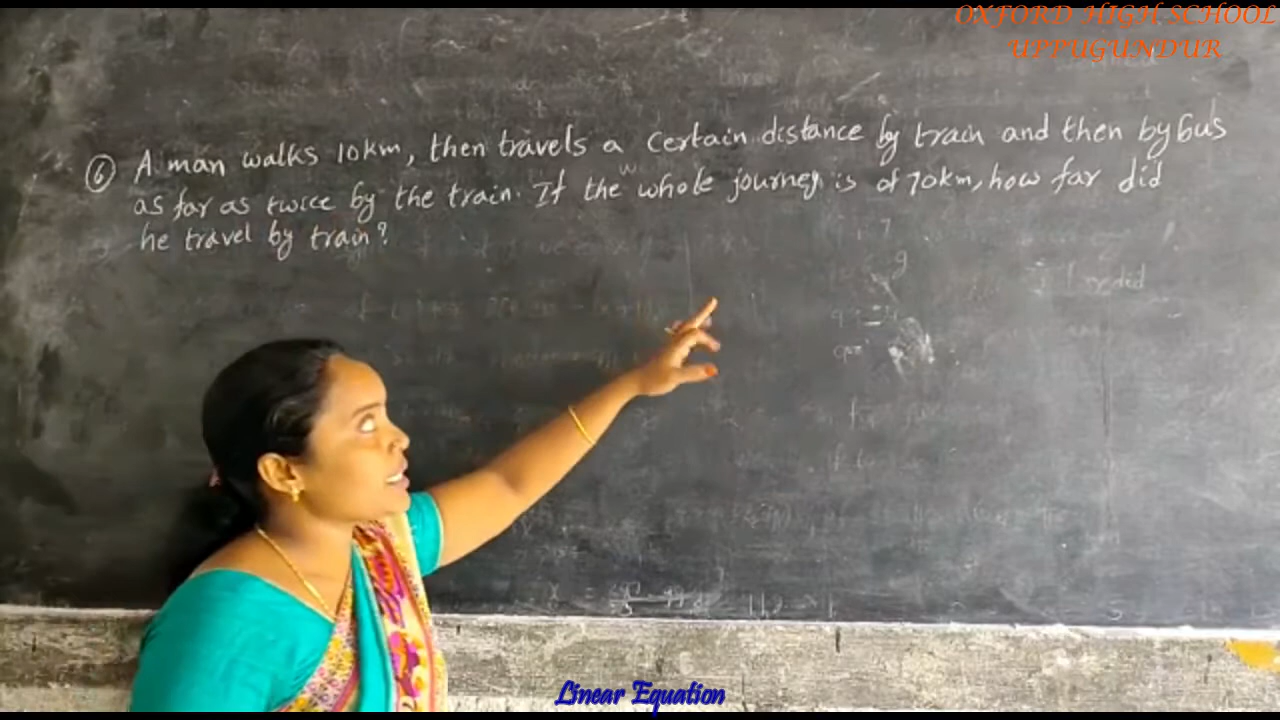 OXFORD HIGH SCHOOL
UPPUGUNDUR
6 A man walks 10km, then travels a certain distance by train and then by bus
as far as twice by the train. If the whole journey is of 70km, how far did
he travel by train?
Linear Equation